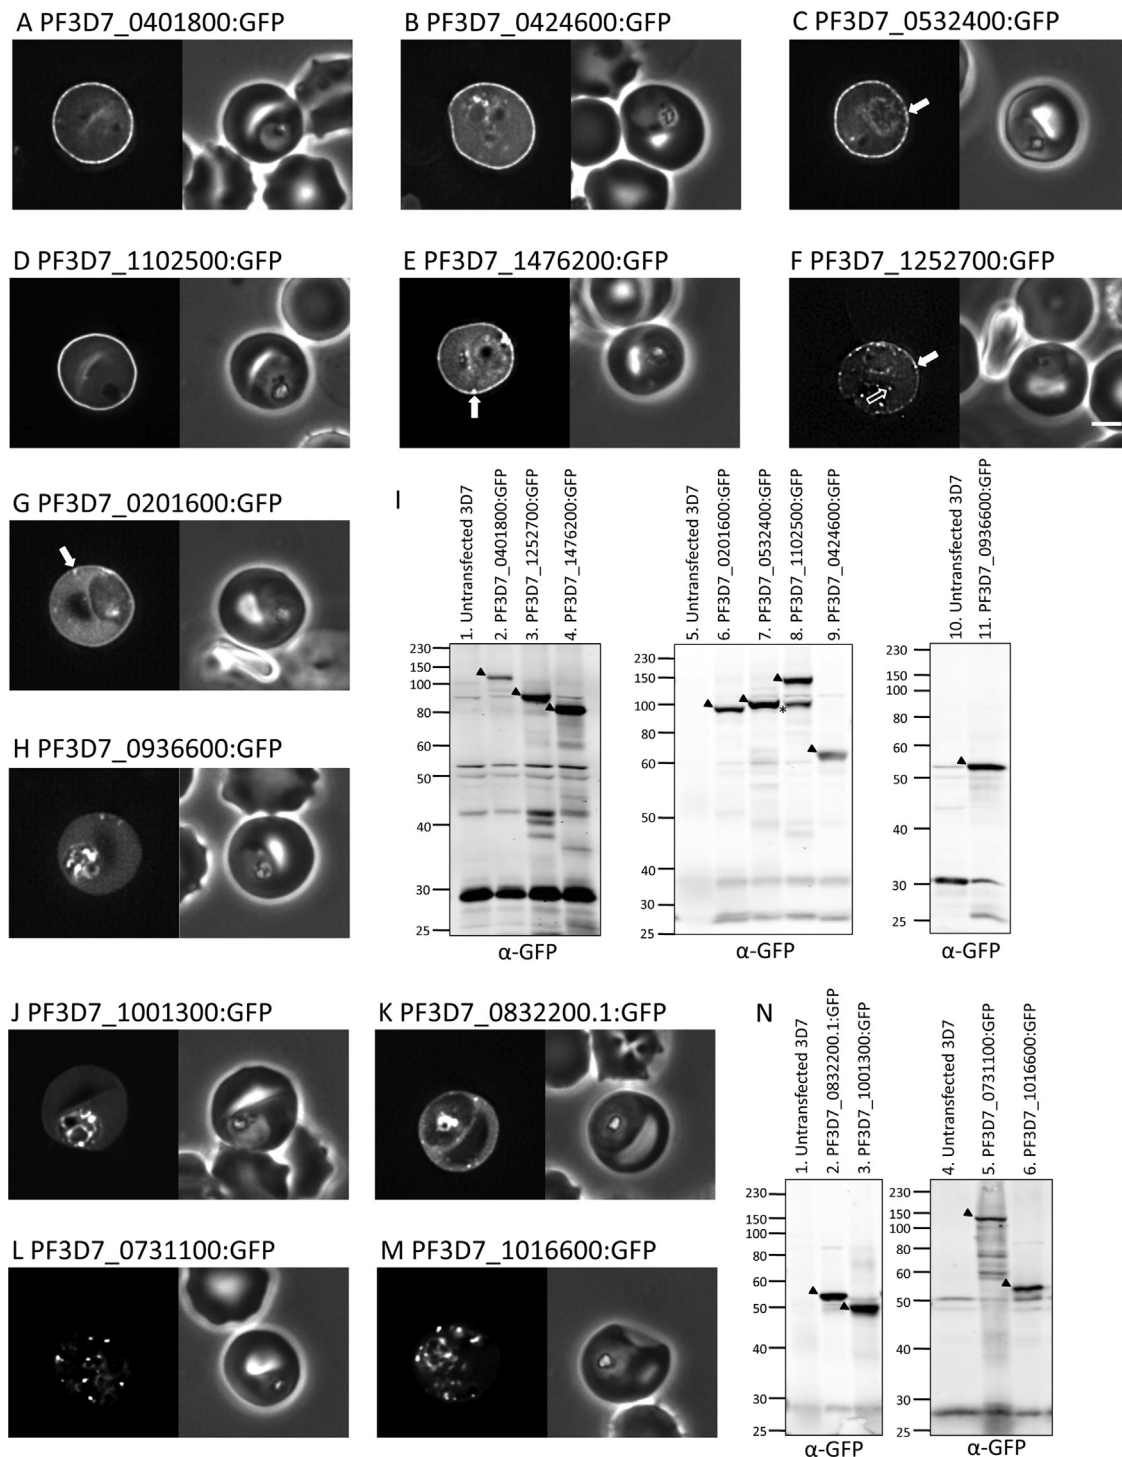 A PF3D7_0401800:GFP
B PF3D7_0424600:GFP
C PF3D7_0532400:GFP
D PF3D7_1102500:GFP
E PF3D7_1476200:GFP
F PF3D7_1252700:GFP
G PF3D7_0201600:GFP
H PF3D7_0936600:GFP
I
1. Untransfected 3D7
2. PF3D7_0401800:GFP
3. PF3D7_1252700:GFP
4. PF3D7_1476200:GFP
230
150
100
80
60
50
40
30
25
α-GFP
5. Untransfected 3D7
6. PF3D7_0201600:GFP
7. PF3D7_0532400:GFP
8. PF3D7_1102500:GFP
9. PF3D7_0424600:GFP
230
150
100
80
60
50
40
30
25
*
α-GFP
10. Untransfected 3D7
11. PF3D7_0936600:GFP
230
150
100
80
60
50
40
30
25
α-GFP
J PF3D7_1001300:GFP
K PF3D7_0832200.1:GFP
L PF3D7_0731100:GFP
M PF3D7_1016600:GFP
N
1. Untransfected 3D7
2. PF3D7_0832200.1:GFP
3. PF3D7_1001300:GFP
230
150
100
80
60
50
40
30
25
α-GFP
4. Untransfected 3D7
5. PF3D7_0731100:GFP
6. PF3D7_1016600:GFP
230
150
100
80
60
50
40
30
25
α-GFP